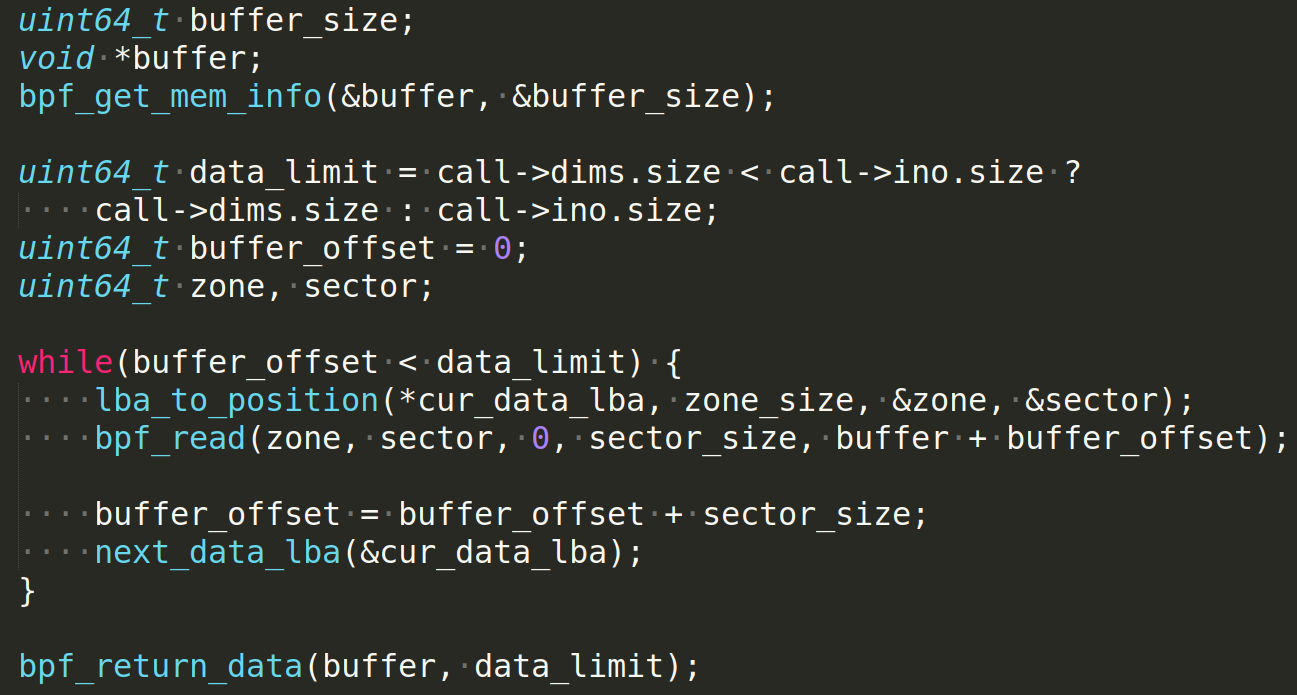 uint64_t buffer_size;
void *buffer;
bpf_get_mem_info(&buffer, &buffer_size);

uint64_t data_limit = call->dims.size < call->ino.size ?
    call->dims.size : call->ino.size;
uint64_t buffer_offset = 0;
uint64_t zone, sector;

while(buffer_offset < data_limit) {
    lba_to_position(*cur_data_lba, zone_size, &zone, &sector);
    bpf_read(zone, sector, 0, sector_size, buffer + buffer_offset);

    buffer_offset = buffer_offset + sector_size;
    next_data_lba(&cur_data_lba);
}

bpf_return_data(buffer, data_limit);